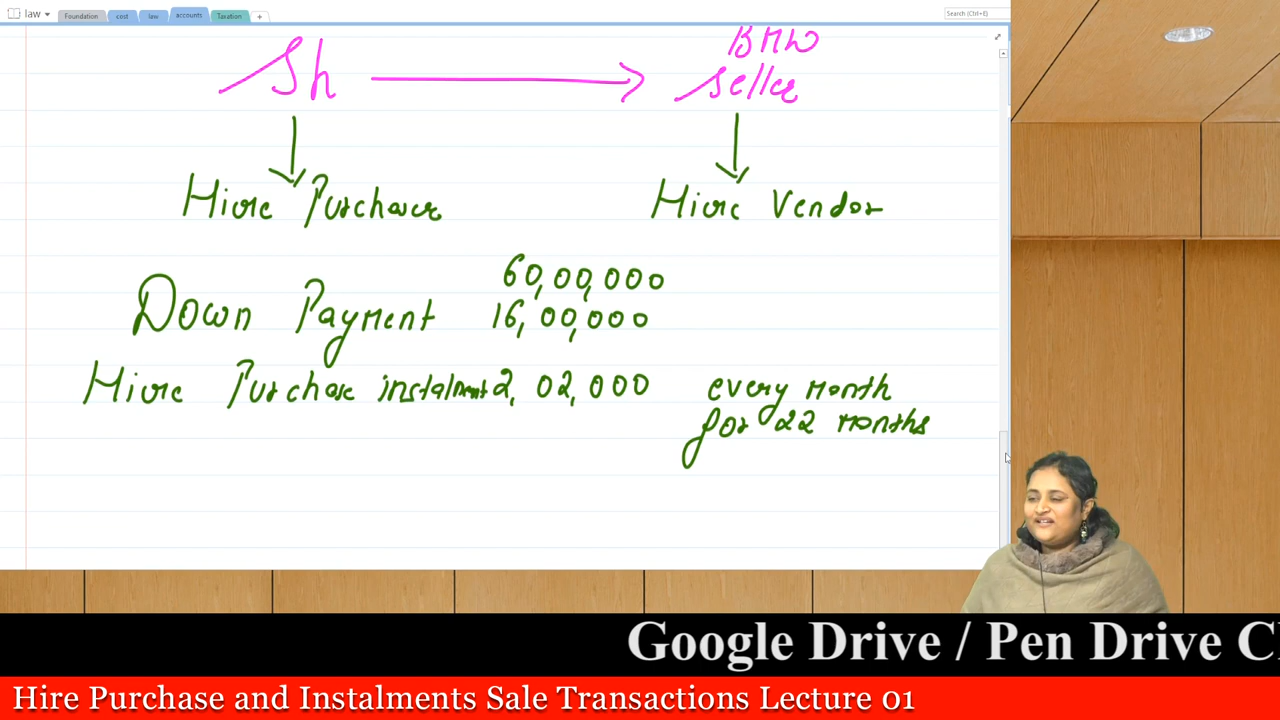 law
Foundation
cost
law
accounts
Taxation
Search (Ctrl+E)
Sh
BMW
seller
Hire Purchaser
Hire Vendor
60,00,000
Down Payment 16,00,000
Hire Purchase instalment 2,02,000 every month
for 22 months
Google Drive / Pen Drive Cl
Hire Purchase and Instalments Sale Transactions Lecture 01